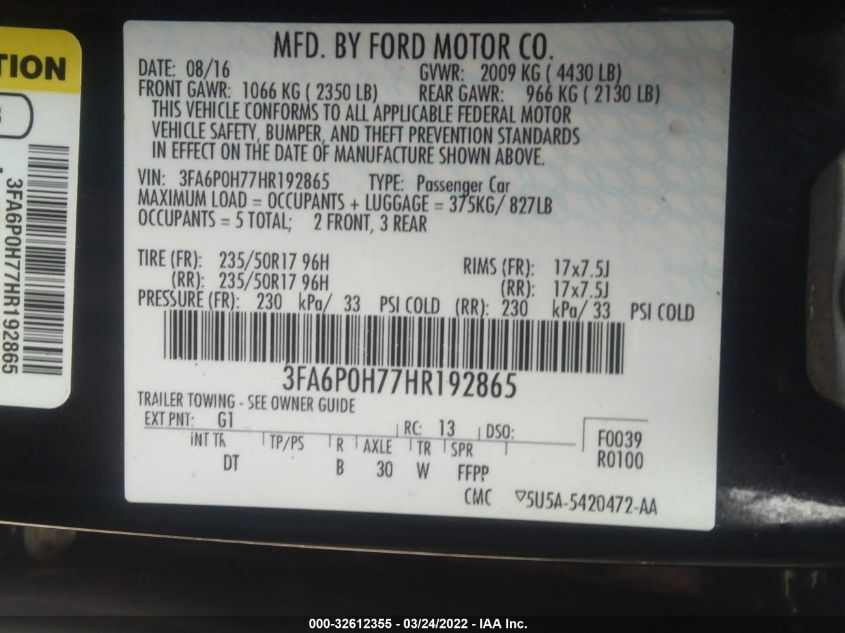 MFD. BY FORD MOTOR CO.
DATE: 08/16 GVWR: 2009 KG ( 4430 LB)
FRONT GAWR: 1066 KG ( 2350 LB) REAR GAWR: 966 KG ( 2130 LB)
THIS VEHICLE CONFORMS TO ALL APPLICABLE FEDERAL MOTOR
VEHICLE SAFETY, BUMPER, AND THEFT PREVENTION STANDARDS
IN EFFECT ON THE DATE OF MANUFACTURE SHOWN ABOVE.
VIN: 3FA6P0H77HR192865 TYPE: Passenger Car
MAXIMUM LOAD = OCCUPANTS + LUGGAGE = 375KG/ 827LB
OCCUPANTS = 5 TOTAL; 2 FRONT, 3 REAR
TIRE (FR): 235/50R17 96H RIMS (FR): 17x7.5J
(RR): 235/50R17 96H (RR): 17x7.5J
PRESSURE (FR): 230 kPa/ 33 PSI COLD (RR): 230 kPa/ 33 PSI COLD
3FA6P0H77HR192865
TRAILER TOWING - SEE OWNER GUIDE
EXT PNT: G1 RC: 13 DSO: F0039
INT TR TP/PS R AXLE TR SPR R0100
DT B 30 W FFPP
CMC 5U5A-5420472-AA
TION
3FA6P0H77HR192865
000-32612355 - 03/24/2022 - IAA Inc.